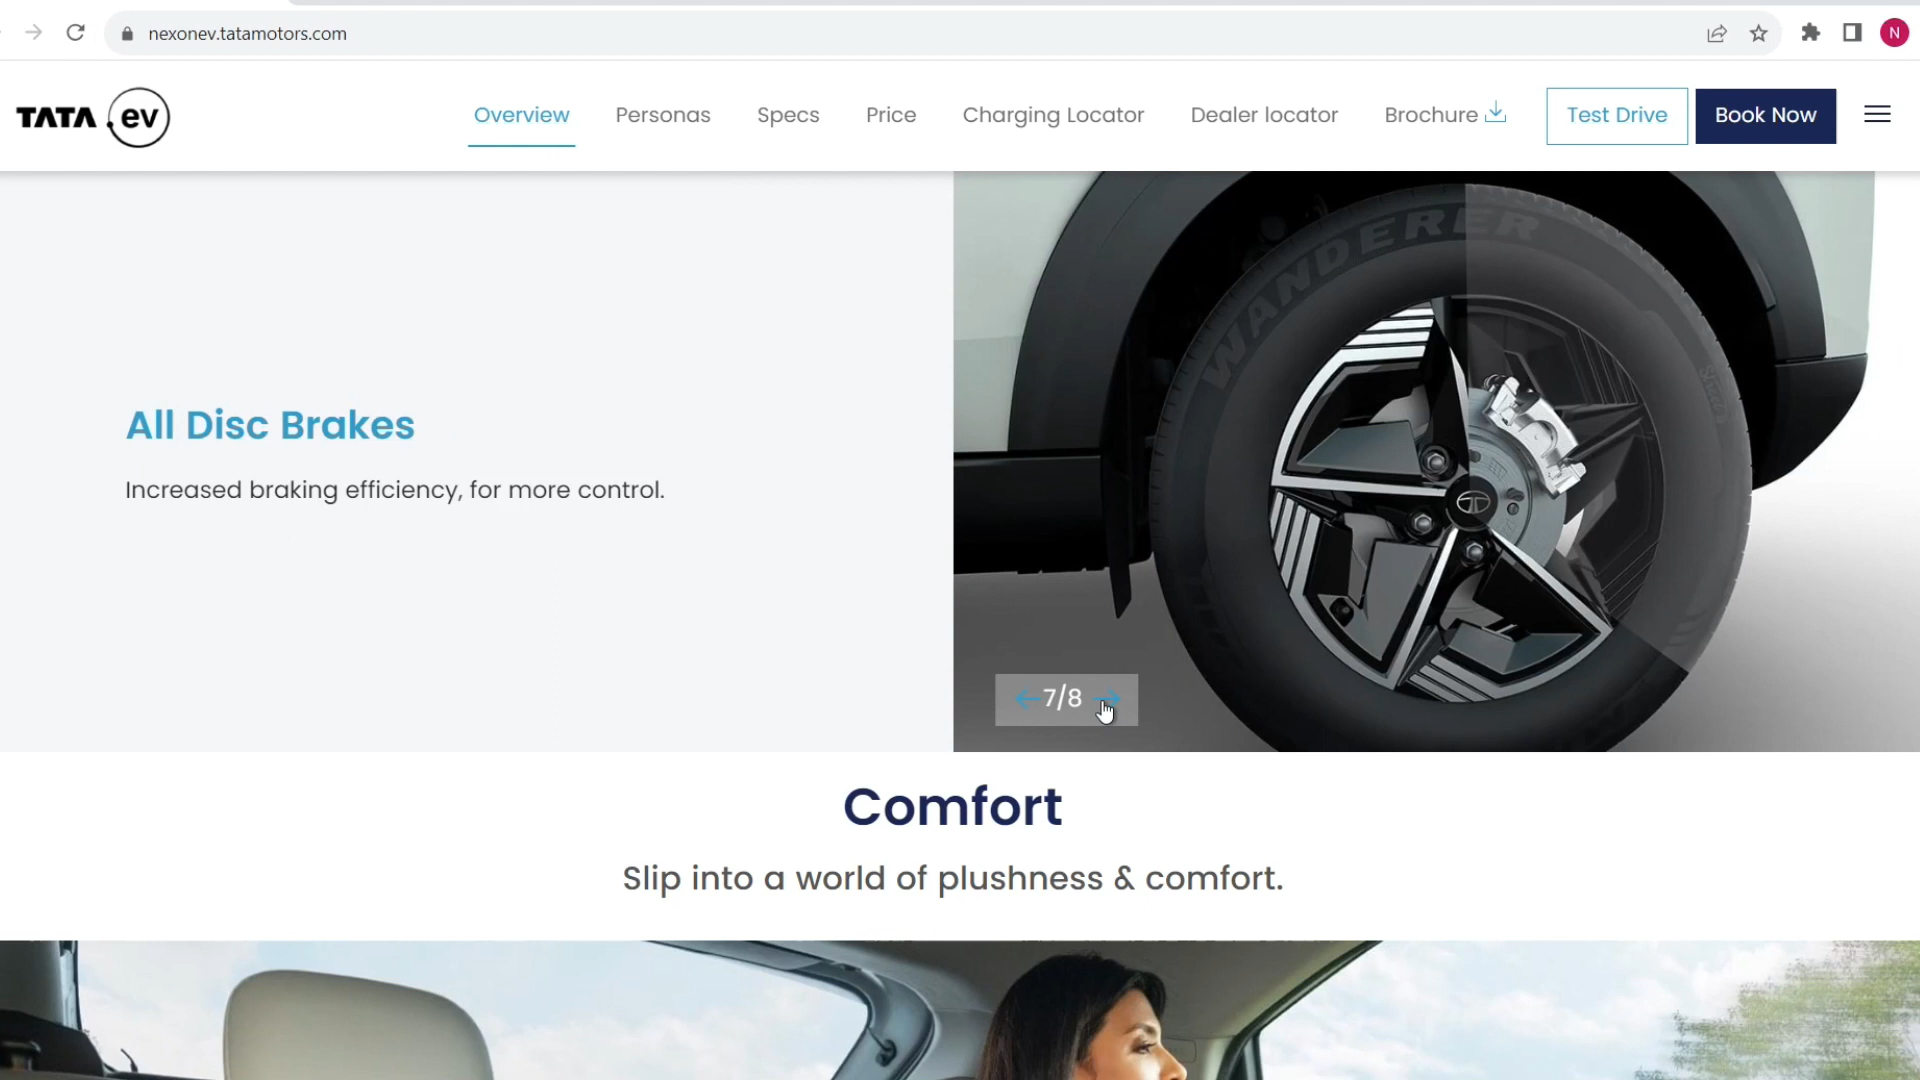 nexonev.tatamotors.com
N
TATA .ev
Overview
Personas
Specs
Price
Charging Locator
Dealer locator
Brochure
Test Drive
Book Now
WANDERER
All Disc Brakes
Increased braking efficiency, for more control.
7/8
Comfort
Slip into a world of plushness & comfort.